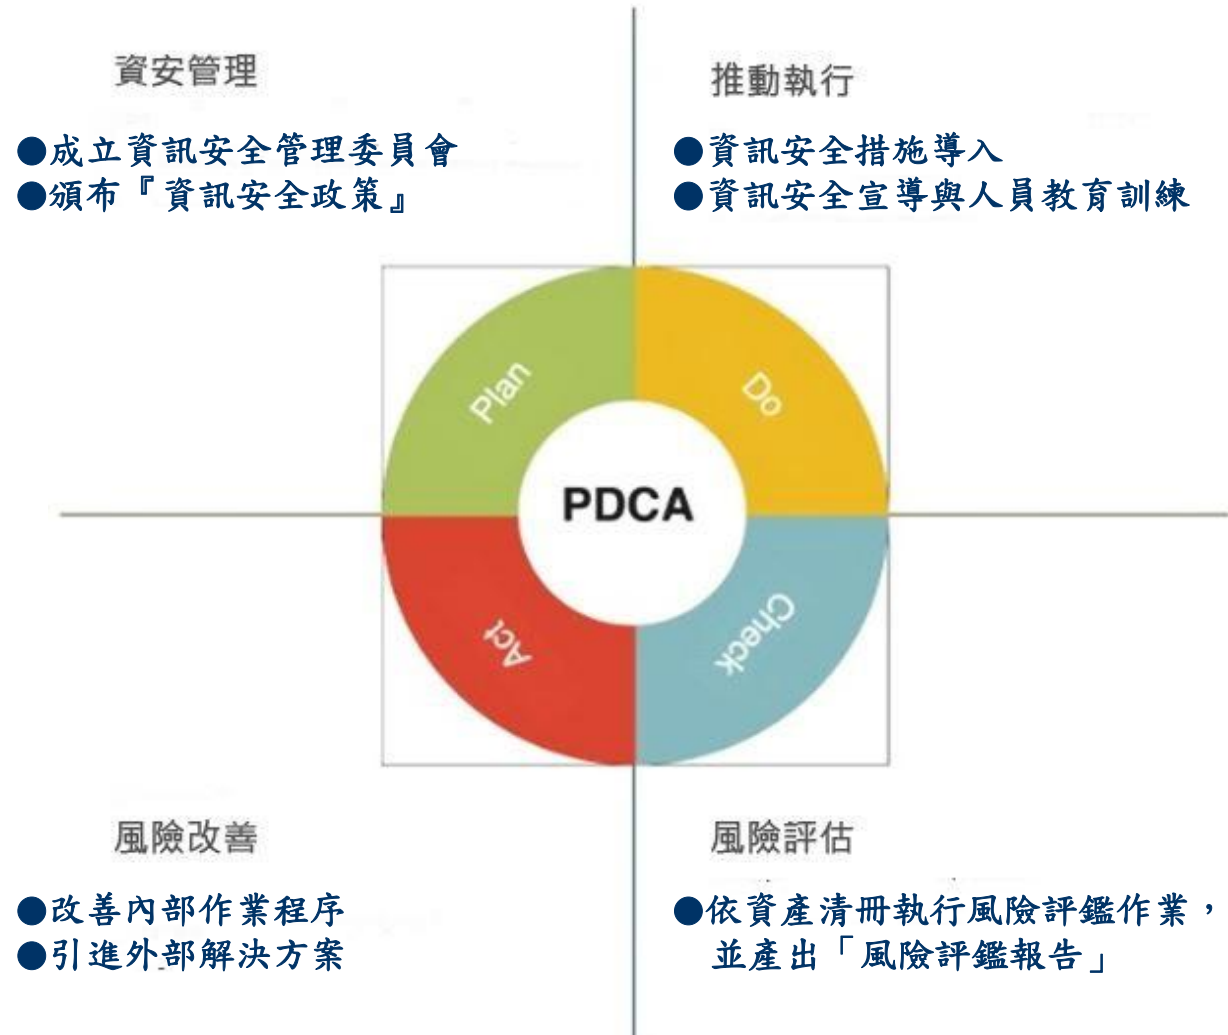 資安管理
●成立資訊安全管理委員會
●頒布『資訊安全政策』
推動執行
●資訊安全措施導入
●資訊安全宣導與人員教育訓練
Plan
Do
PDCA
Act
Check
風險改善
●改善內部作業程序
●引進外部解決方案
風險評估
●依資產清冊執行風險評鑑作業，
並產出「風險評鑑報告」